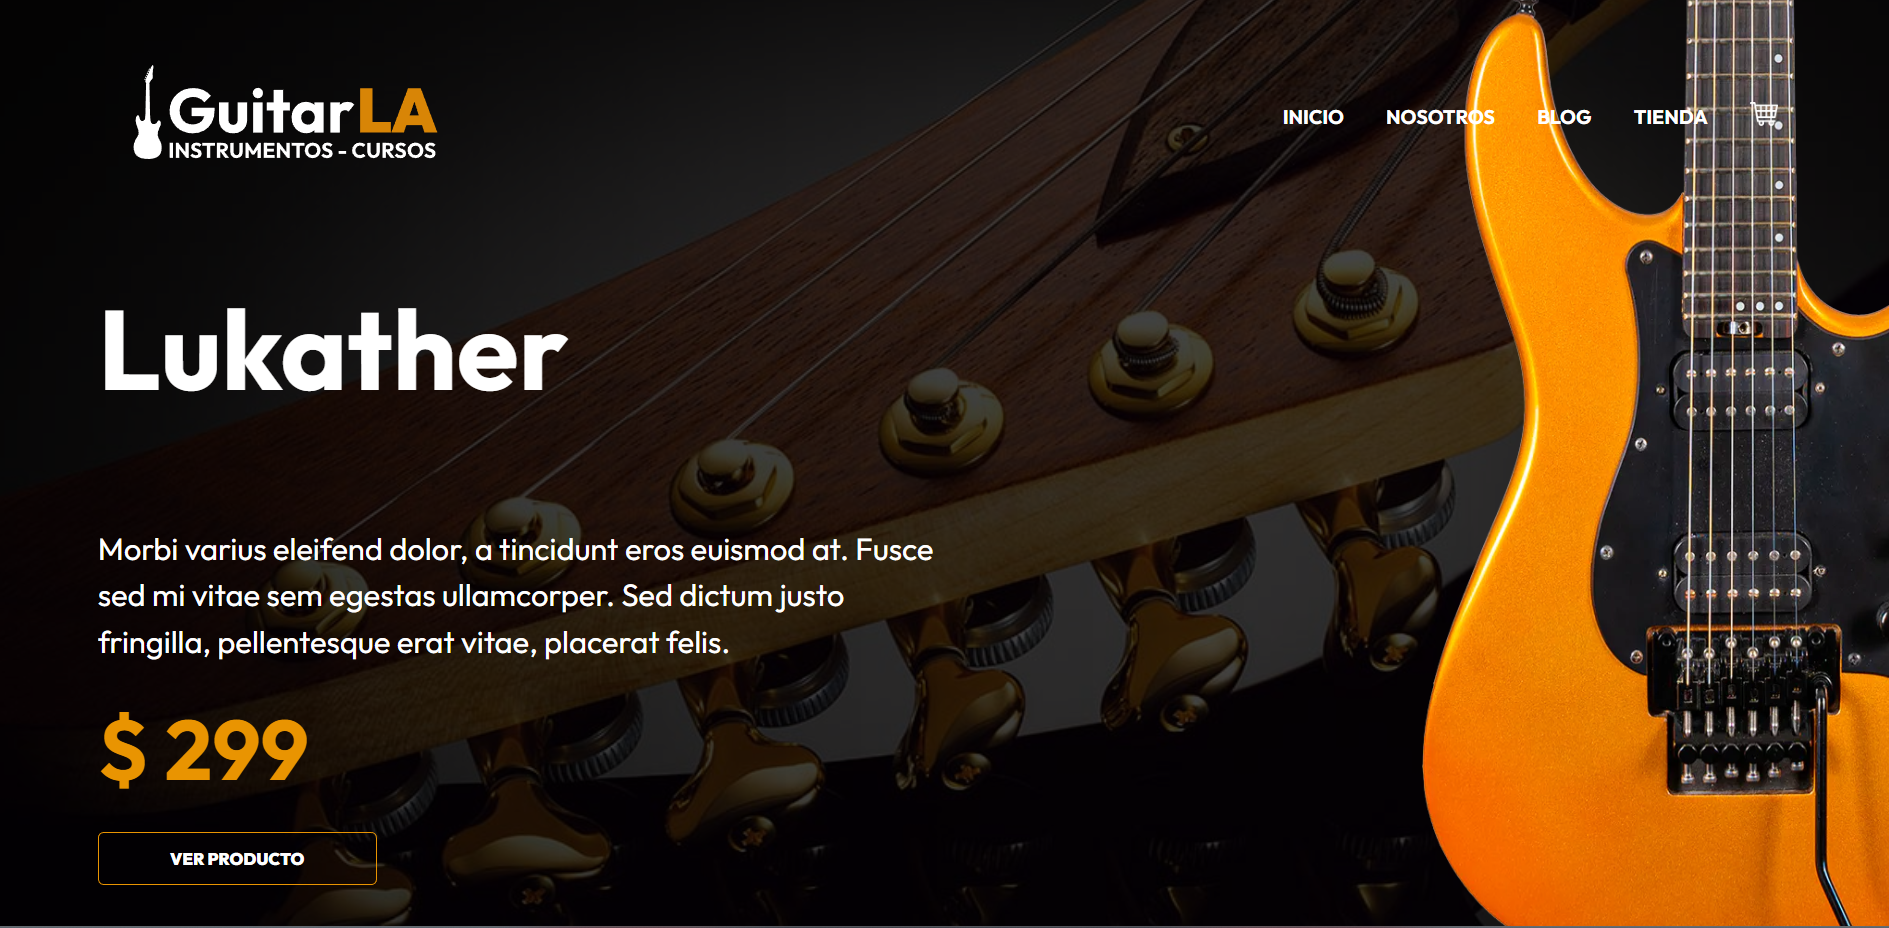 GuitarLA
INSTRUMENTOS - CURSOS
INICIO NOSOTROS BLOG TIENDA
Lukather
Morbi varius eleifend dolor, a tincidunt eros euismod at. Fusce
sed mi vitae sem egestas ullamcorper. Sed dictum justo
fringilla, pellentesque erat vitae, placerat felis.
$ 299
VER PRODUCTO